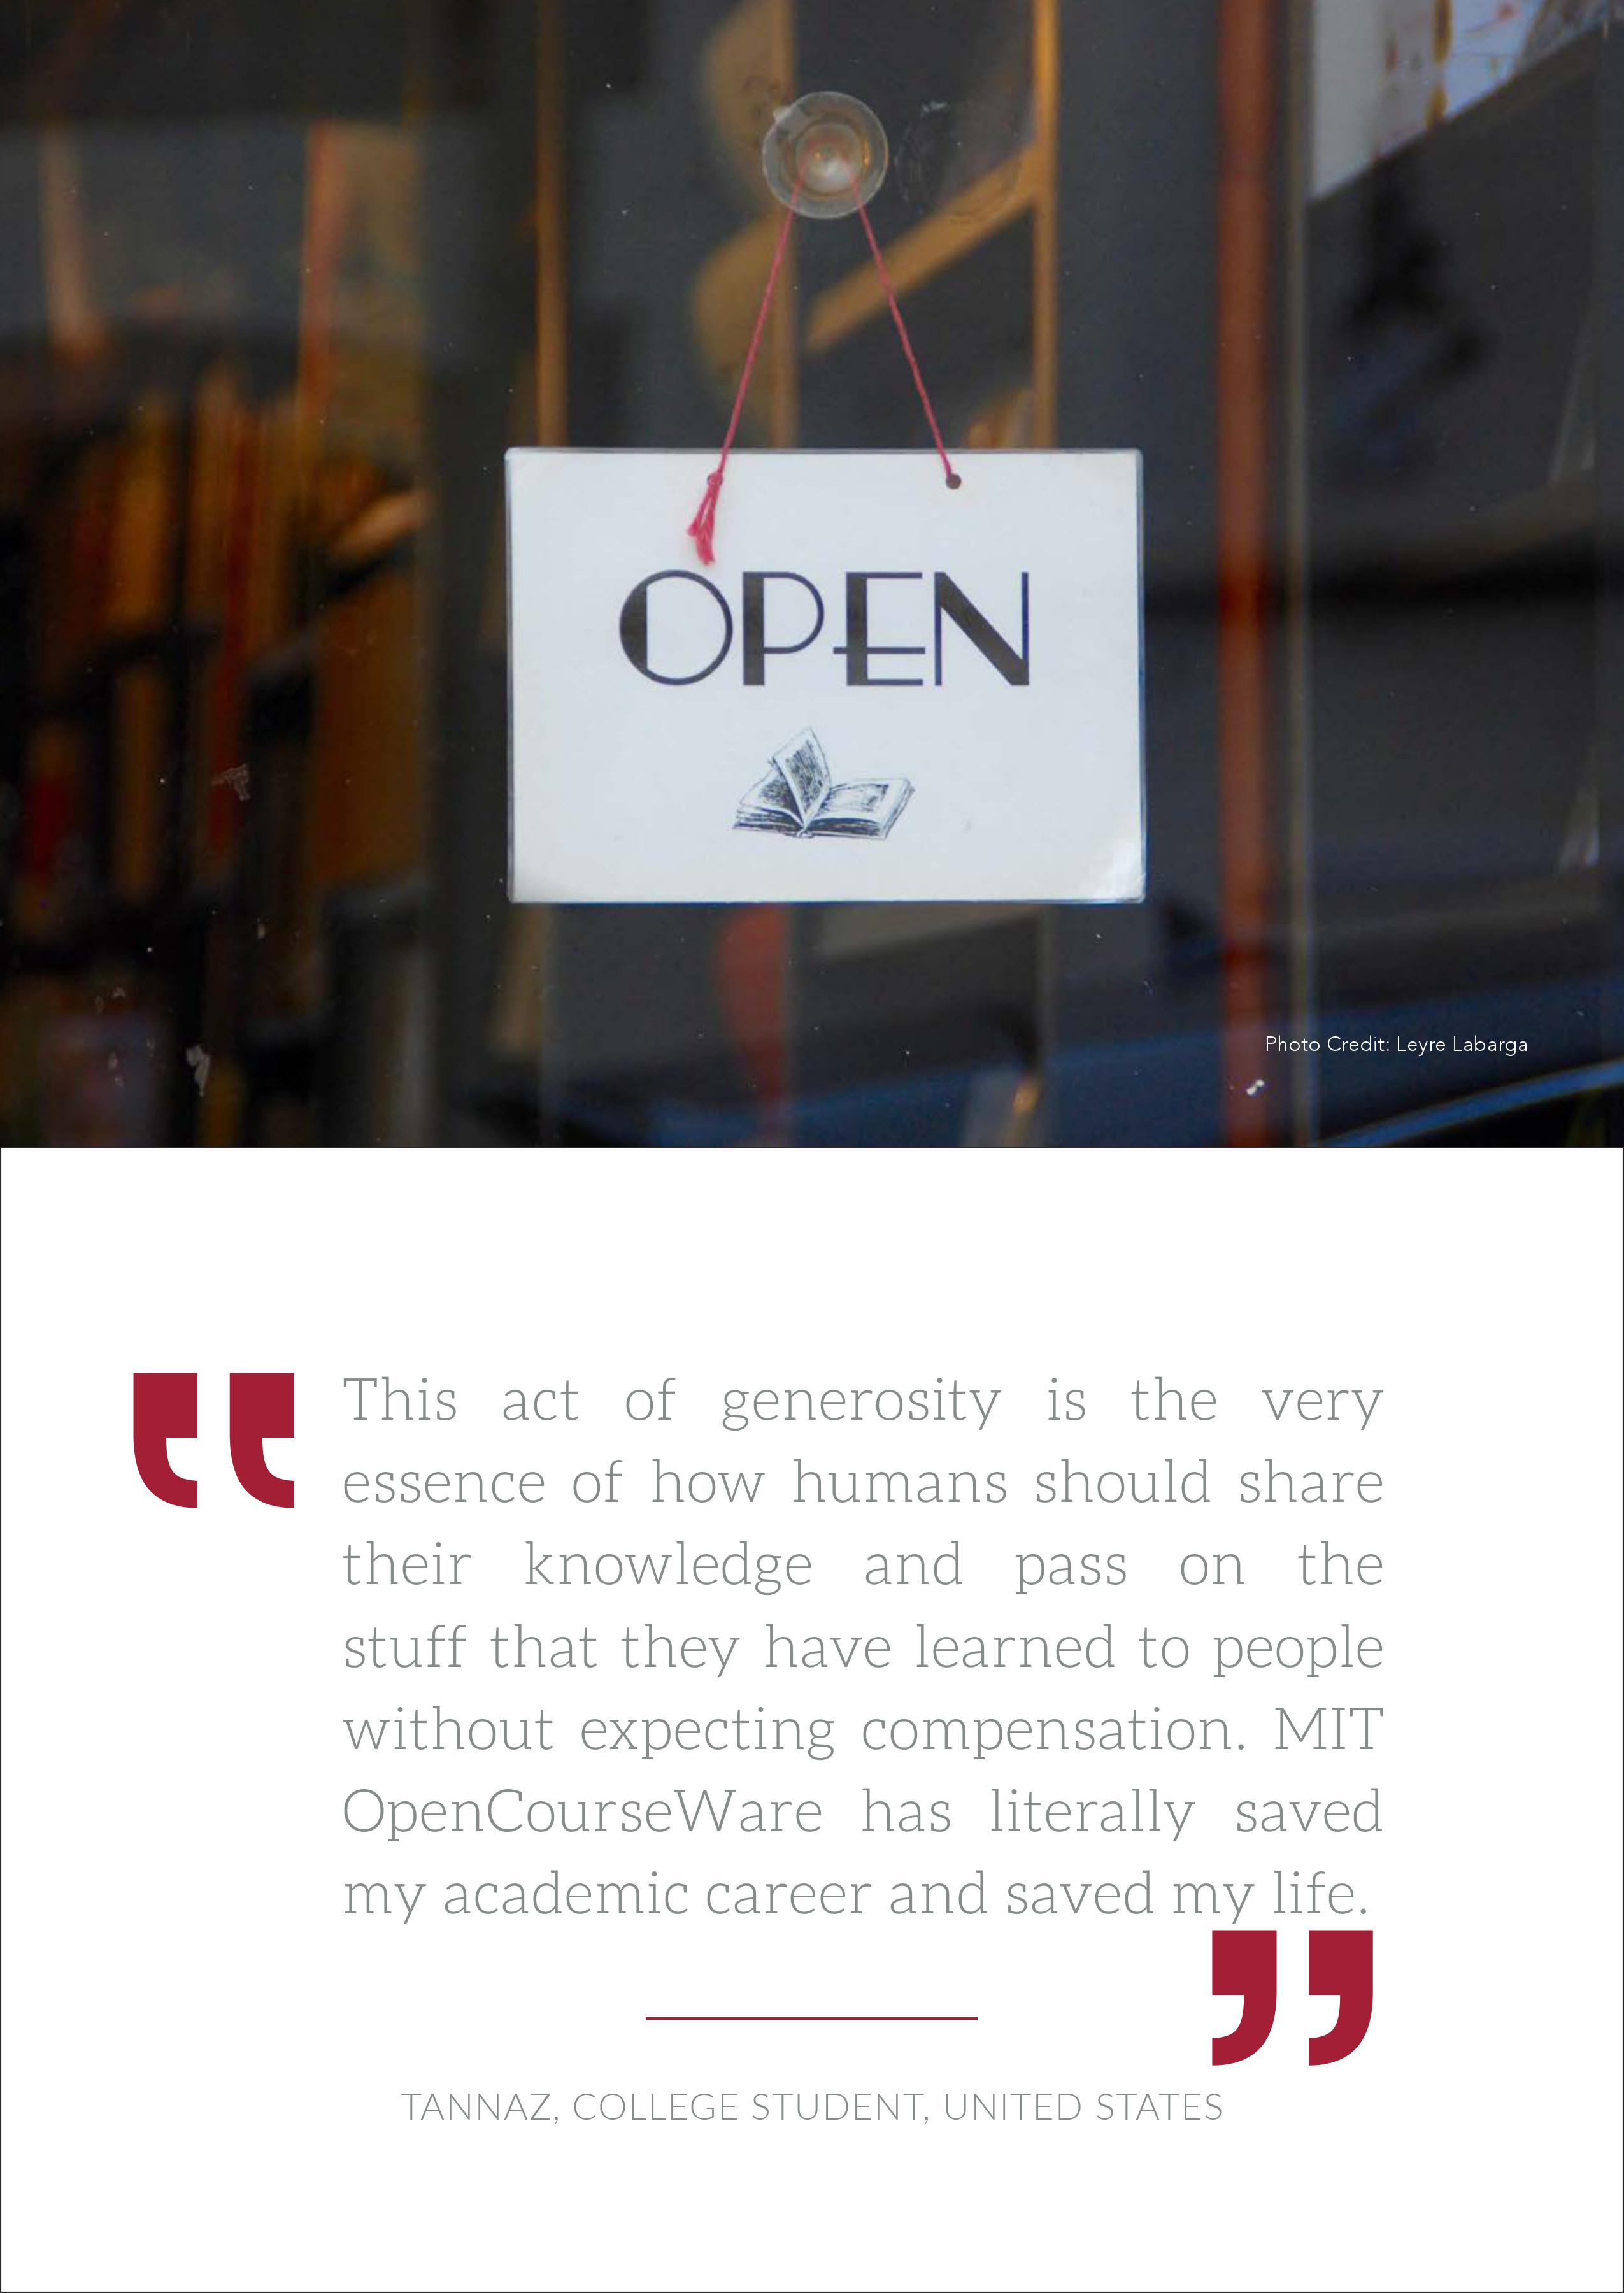 OPEN
Photo Credit: Leyre Labarga
This act of generosity is the very
essence of how humans should share
their knowledge and pass on the
stuff that they have learned to people
without expecting compensation. MIT
OpenCourseWare has literally saved
my academic career and saved my life.
TANNAZ, COLLEGE STUDENT, UNITED STATES